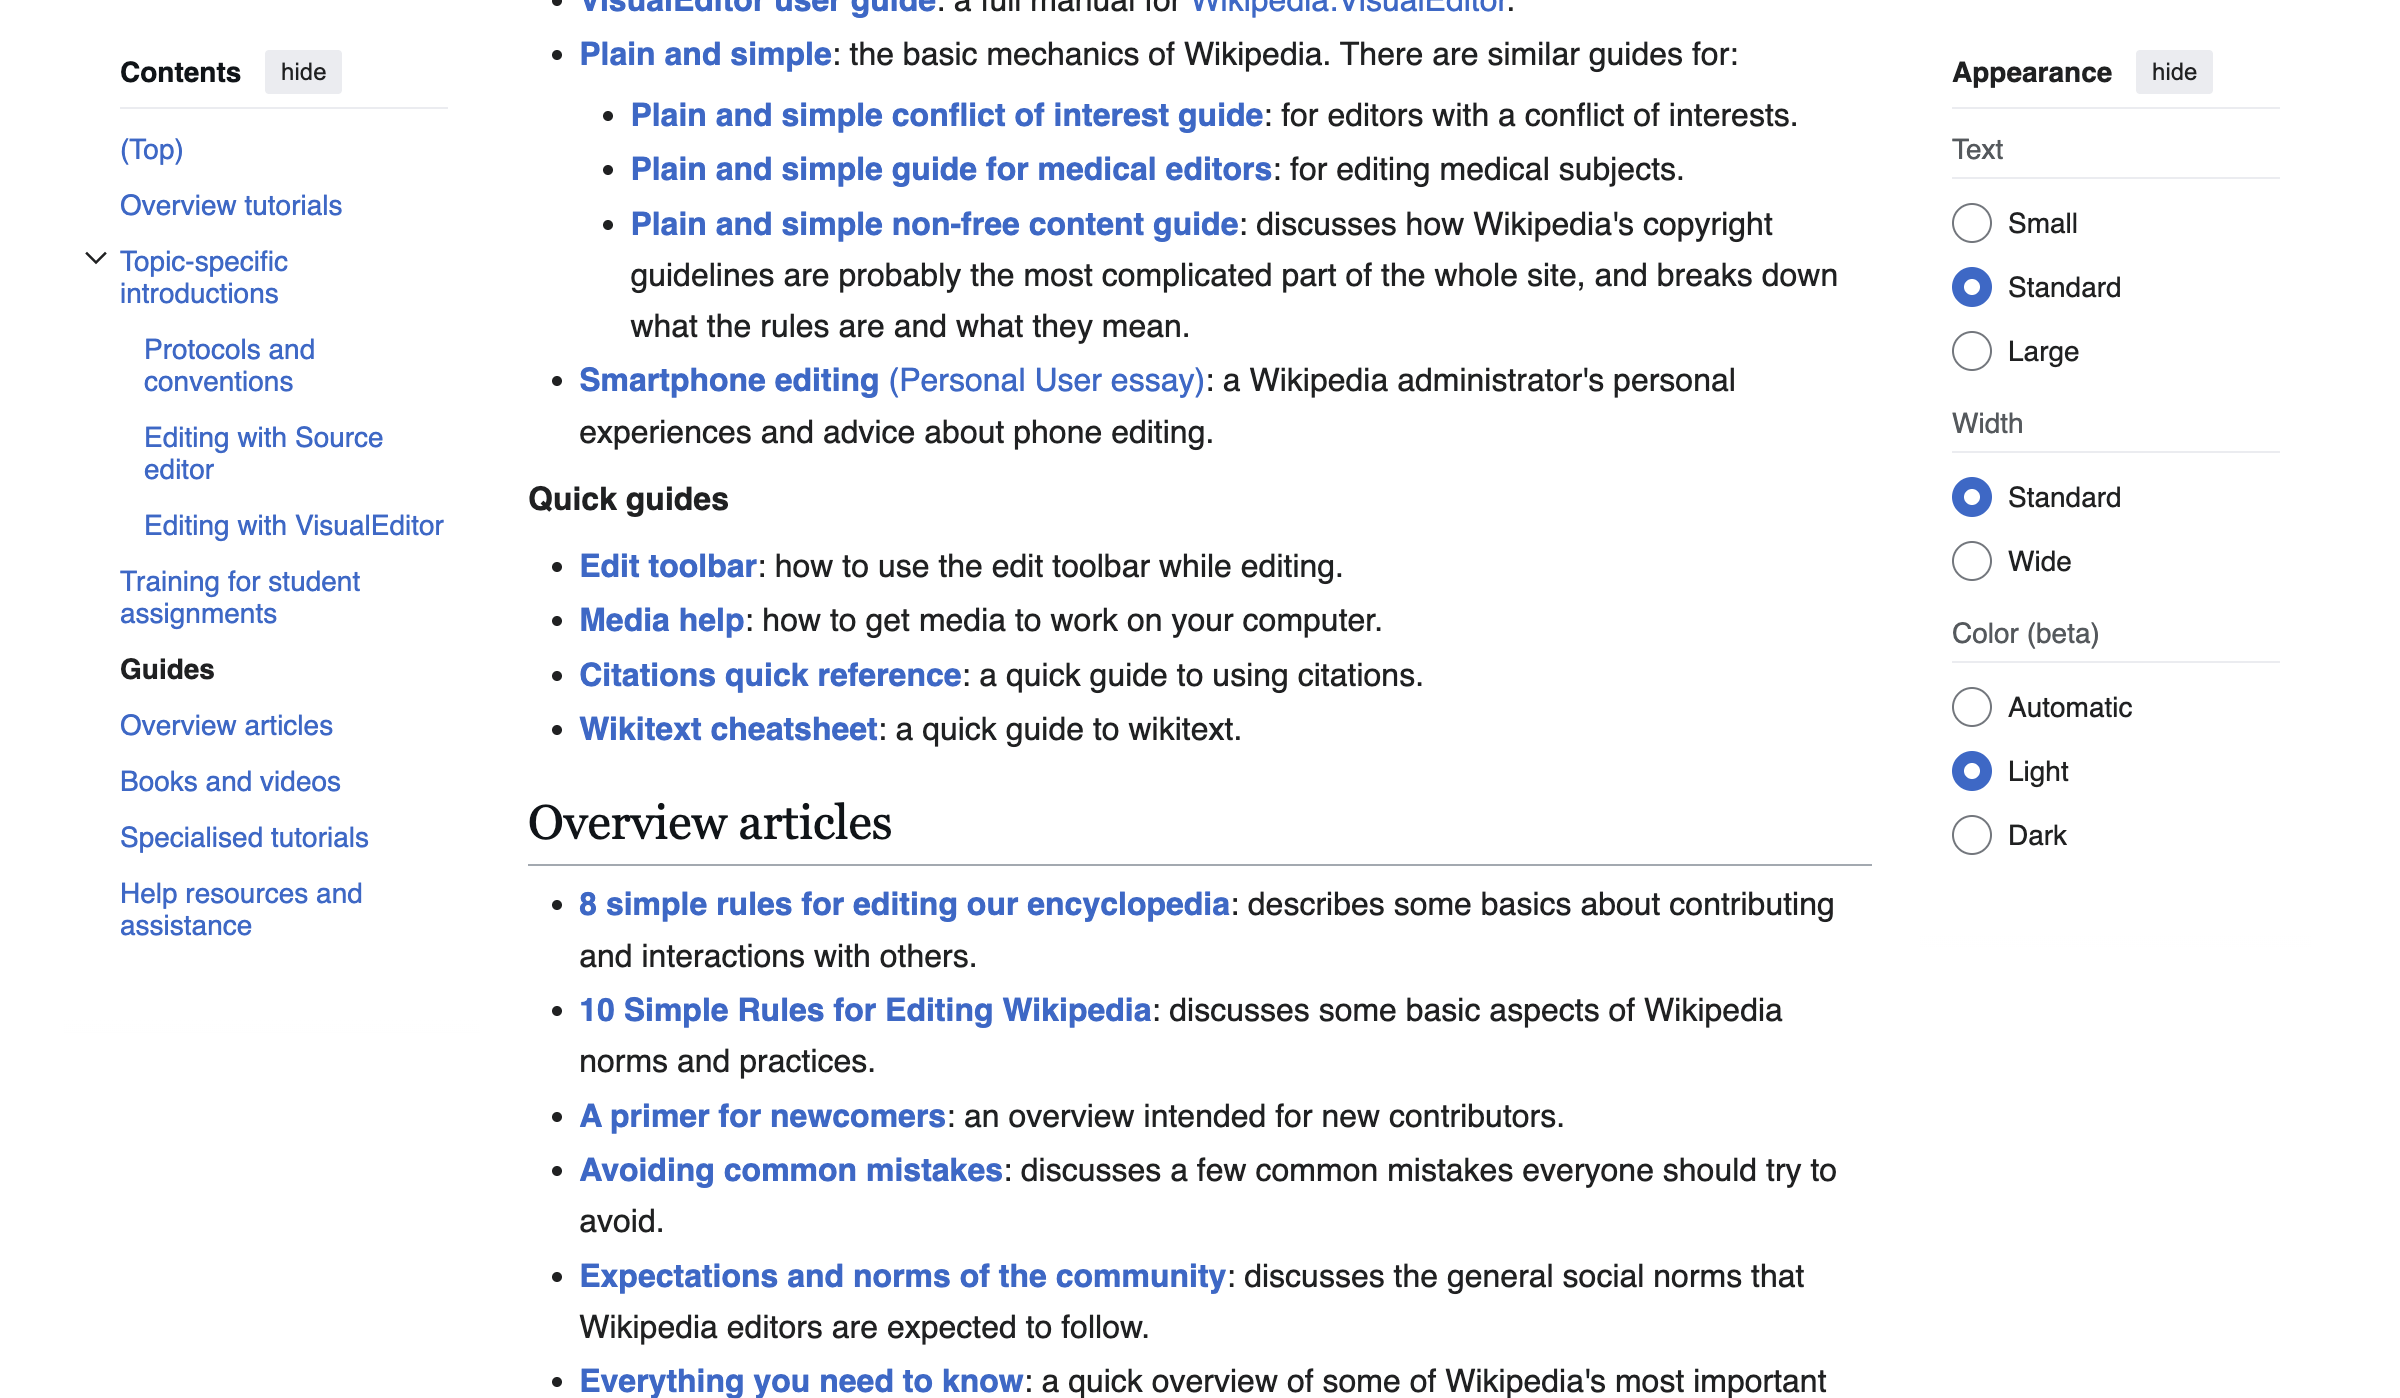 Contents hide
(Top)
Overview tutorials
Topic-specific
introductions
Protocols and
conventions
Editing with Source
editor
Editing with VisualEditor
Training for student
assignments
Guides
Overview articles
Books and videos
Specialised tutorials
Help resources and
assistance
VisualEditor user guide: a full manual for Wikipedia:VisualEditor.
Plain and simple: the basic mechanics of Wikipedia. There are similar guides for:
Plain and simple conflict of interest guide: for editors with a conflict of interests.
Plain and simple guide for medical editors: for editing medical subjects.
Plain and simple non-free content guide: discusses how Wikipedia's copyright
guidelines are probably the most complicated part of the whole site, and breaks down
what the rules are and what they mean.
Smartphone editing (Personal User essay): a Wikipedia administrator's personal
experiences and advice about phone editing.
Quick guides
Edit toolbar: how to use the edit toolbar while editing.
Media help: how to get media to work on your computer.
Citations quick reference: a quick guide to using citations.
Wikitext cheatsheet: a quick guide to wikitext.
Overview articles
8 simple rules for editing our encyclopedia: describes some basics about contributing
and interactions with others.
10 Simple Rules for Editing Wikipedia: discusses some basic aspects of Wikipedia
norms and practices.
A primer for newcomers: an overview intended for new contributors.
Avoiding common mistakes: discusses a few common mistakes everyone should try to
avoid.
Expectations and norms of the community: discusses the general social norms that
Wikipedia editors are expected to follow.
Everything you need to know: a quick overview of some of Wikipedia's most important
Appearance hide
Text
Small
Standard
Large
Width
Standard
Wide
Color (beta)
Automatic
Light
Dark